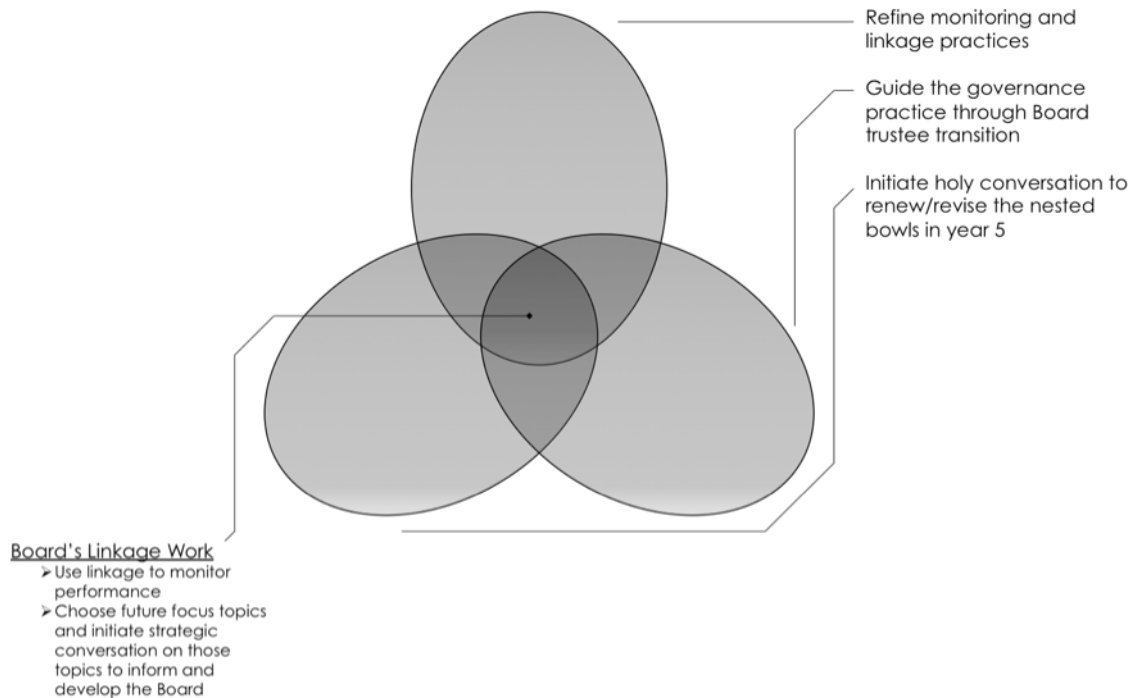 Refine monitoring and
linkage practices
Guide the governance
practice through Board
trustee transition
Initiate holy conversation to
renew/revise the nested
bowls in year 5
Board's Linkage Work
➢Use linkage to monitor
performance
➢Choose future focus topics
and initiate strategic
conversation on those
topics to inform and
develop the Board